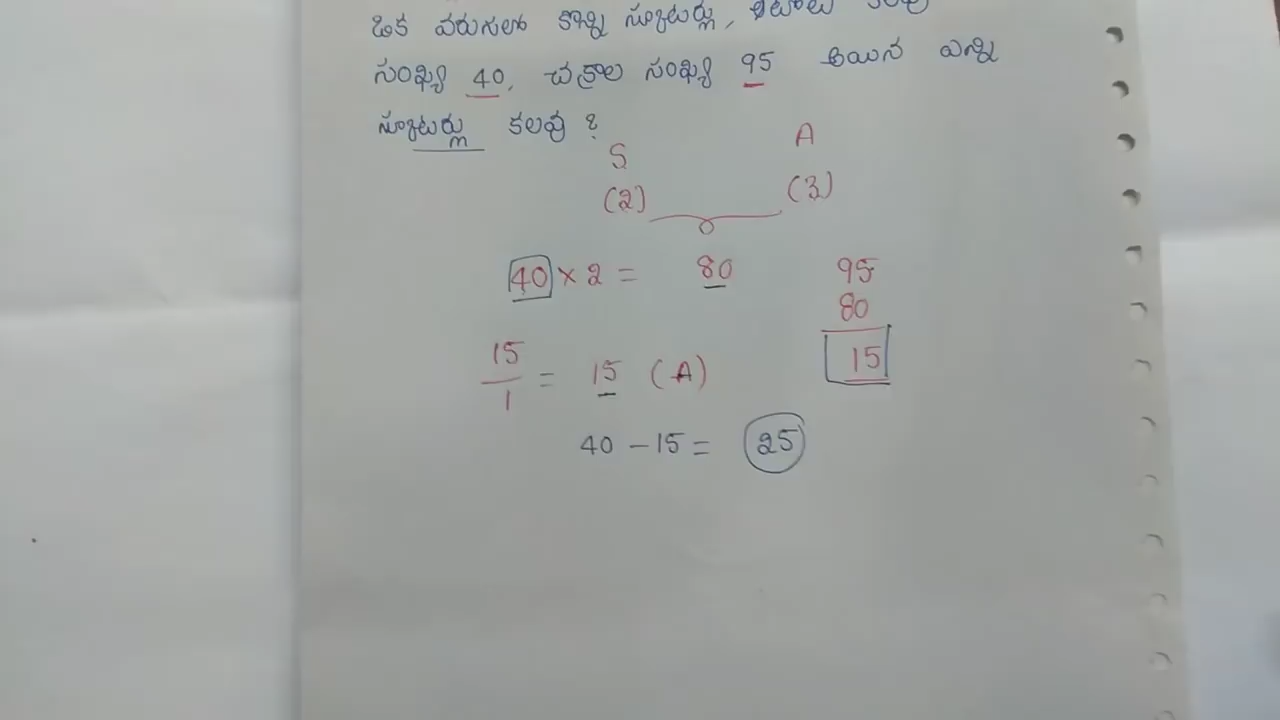 ఒక వరుసలో కొన్ని స్కూటర్లు, ఆటోలు కలవు
సంఖ్య 40, చక్రాల సంఖ్య 95 అయిన ఎన్ని
స్కూటర్లు కలవు ?
S A
(2) (3)
40 × 2 = 80 95
80
15/1 = 15 (A) 15
40 – 15 = 25